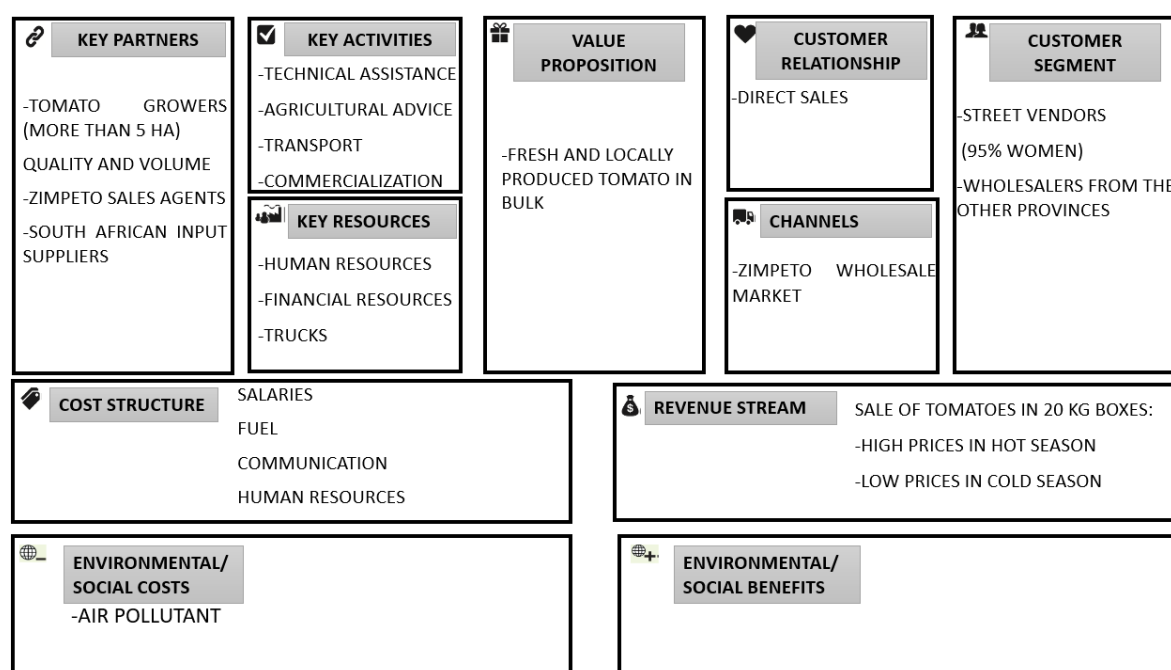 KEY PARTNERS
-TOMATO GROWERS
(MORE THAN 5 HA)
QUALITY AND VOLUME
-ZIMPETO SALES AGENTS
-SOUTH AFRICAN INPUT
SUPPLIERS
KEY ACTIVITIES
-TECHNICAL ASSISTANCE
-AGRICULTURAL ADVICE
-TRANSPORT
-COMMERCIALIZATION
KEY RESOURCES
-HUMAN RESOURCES
-FINANCIAL RESOURCES
-TRUCKS
VALUE
PROPOSITION
-FRESH AND LOCALLY
PRODUCED TOMATO IN
BULK
CUSTOMER
RELATIONSHIP
-DIRECT SALES
CHANNELS
-ZIMPETO WHOLESALE
MARKET
CUSTOMER
SEGMENT
-STREET VENDORS
(95% WOMEN)
-WHOLESALERS FROM THE
OTHER PROVINCES
COST STRUCTURE
SALARIES
FUEL
COMMUNICATION
HUMAN RESOURCES
REVENUE STREAM
SALE OF TOMATOES IN 20 KG BOXES:
-HIGH PRICES IN HOT SEASON
-LOW PRICES IN COLD SEASON
ENVIRONMENTAL/
SOCIAL COSTS
-AIR POLLUTANT
ENVIRONMENTAL/
SOCIAL BENEFITS